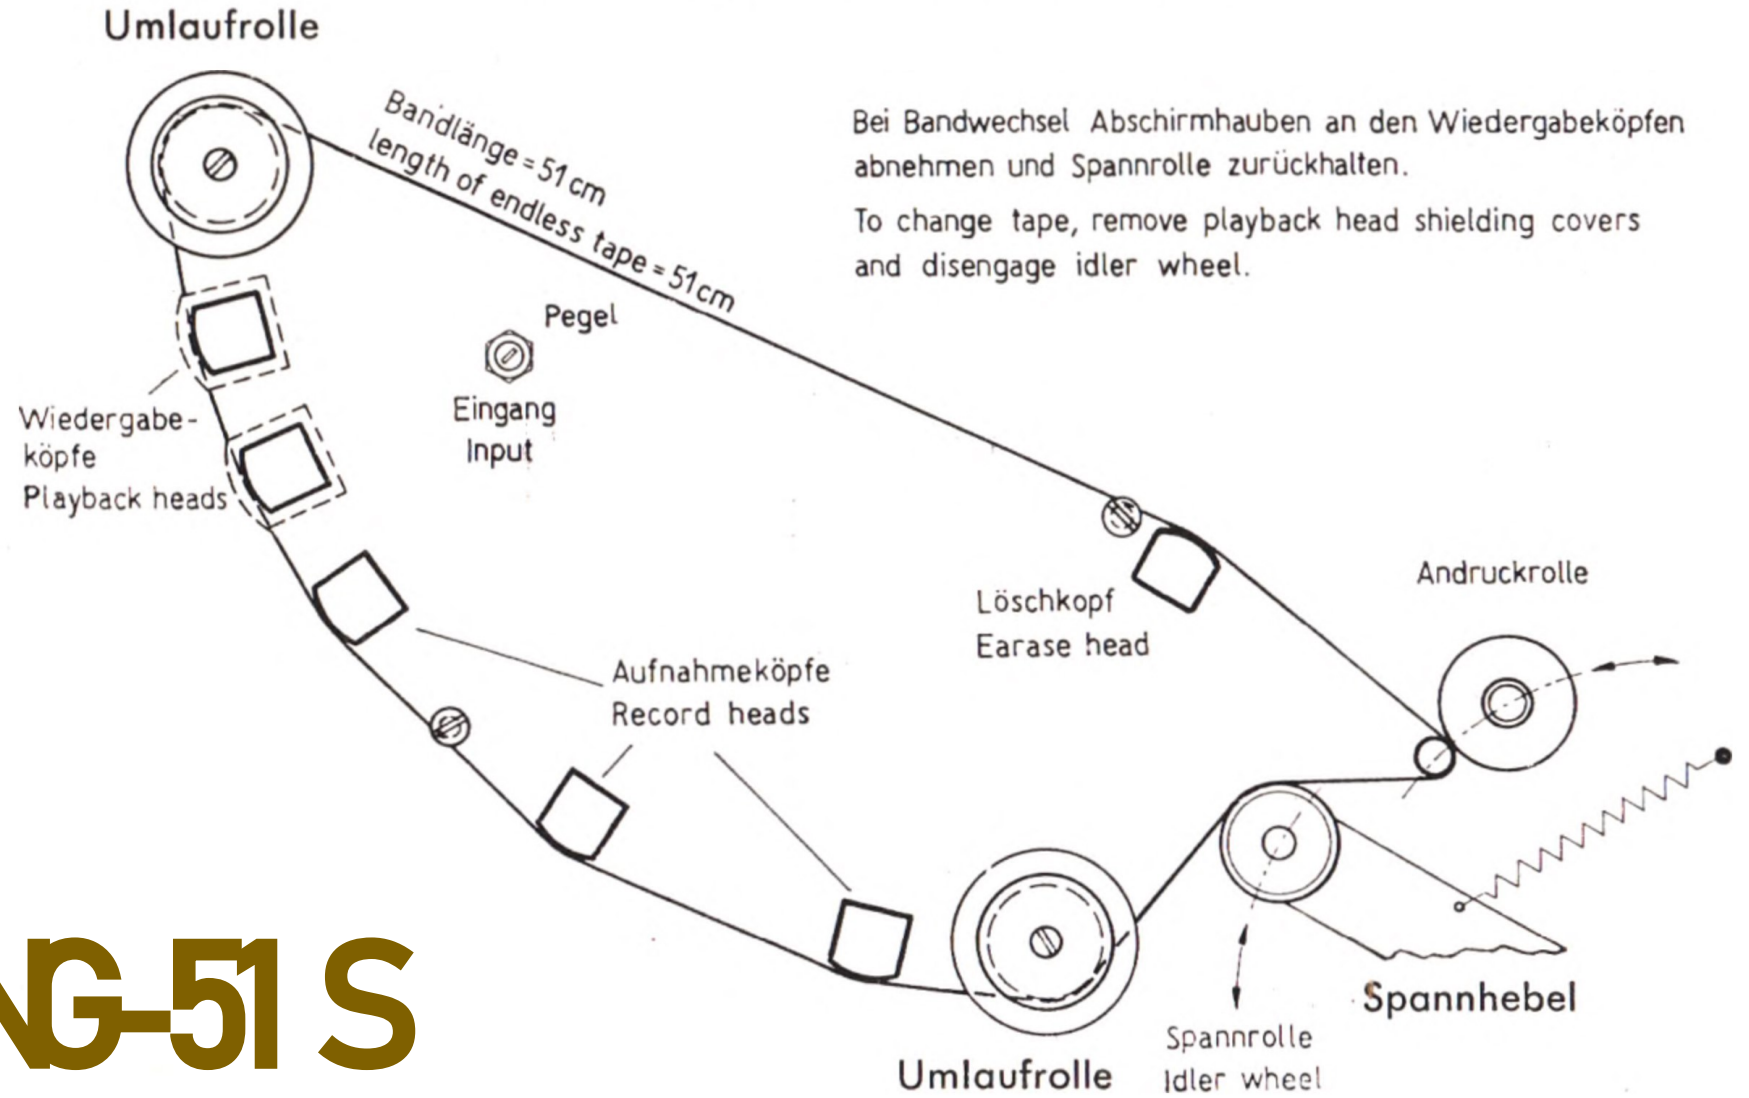 Umlaufrolle
Bandlänge = 51 cm
length of endless tape = 51cm
Bei Bandwechsel Abschirmhauben an den Wiedergabeköpfen
abnehmen und Spannrolle zurückhalten.
To change tape, remove playback head shielding covers
and disengage idler wheel.
Pegel
Eingang
Input
Wiedergabe-
köpfe
Playback heads
Löschkopf
Earase head
Andruckrolle
Aufnahmeköpfe
Record heads
NG-51 S
Spannhebel
Spannrolle
Idler wheel
Umlaufrolle